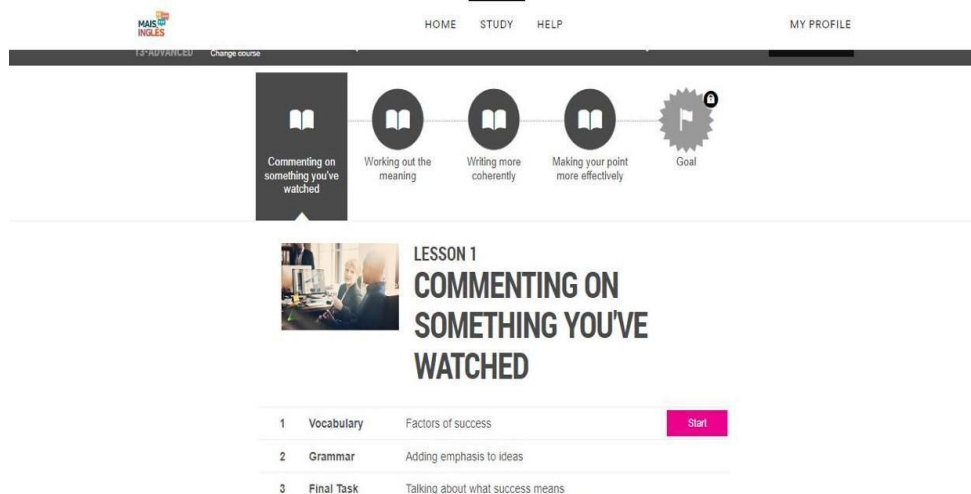 MAIS
INGLÊS
HOME STUDY HELP MY PROFILE
13-ADVANCED Change course
Commenting on
something you've
watched
Working out the
meaning
Writing more
coherently
Making your point
more effectively
Goal
LESSON 1
COMMENTING ON
SOMETHING YOU'VE
WATCHED
1 Vocabulary Factors of success Start
2 Grammar Adding emphasis to ideas
3 Final Task Talking about what success means